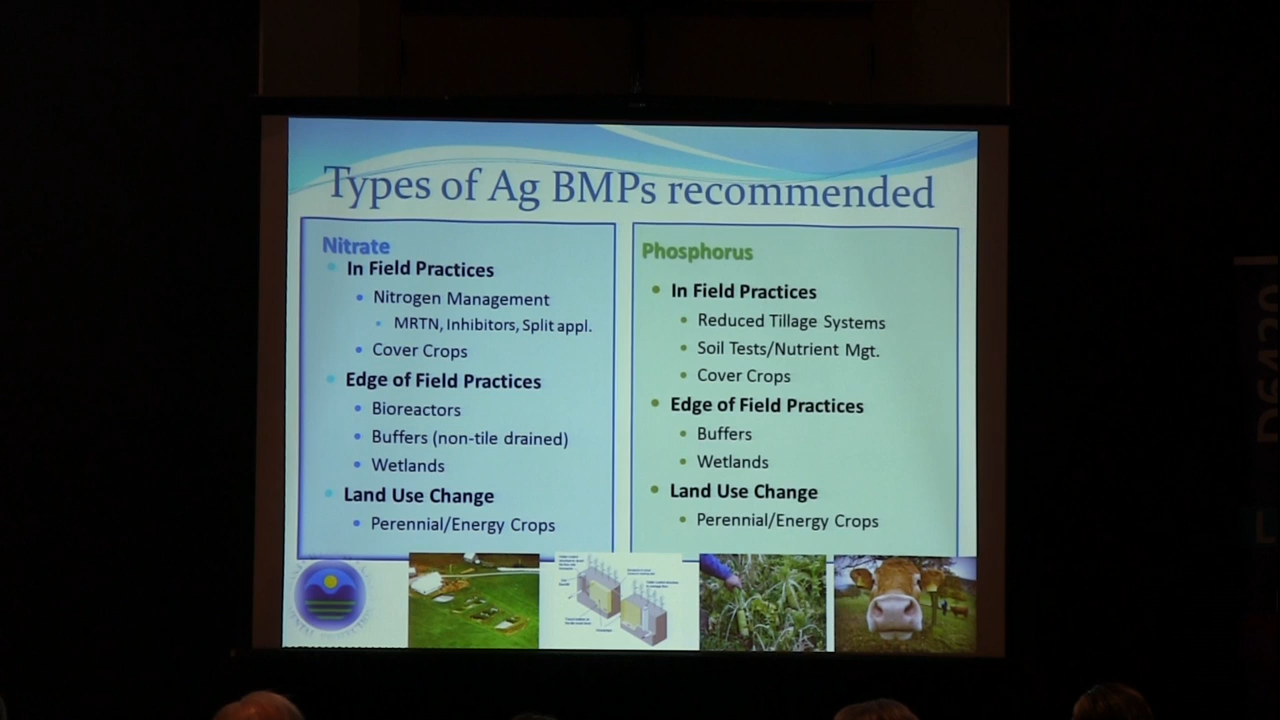 Types of Ag BMPs recommended
Nitrate
In Field Practices
Nitrogen Management
MRTN, Inhibitors, Split appl.
Cover Crops
Edge of Field Practices
Bioreactors
Buffers (non-tile drained)
Wetlands
Land Use Change
Perennial/Energy Crops
Phosphorus
In Field Practices
Reduced Tillage Systems
Soil Tests/Nutrient Mgt.
Cover Crops
Edge of Field Practices
Buffers
Wetlands
Land Use Change
Perennial/Energy Crops